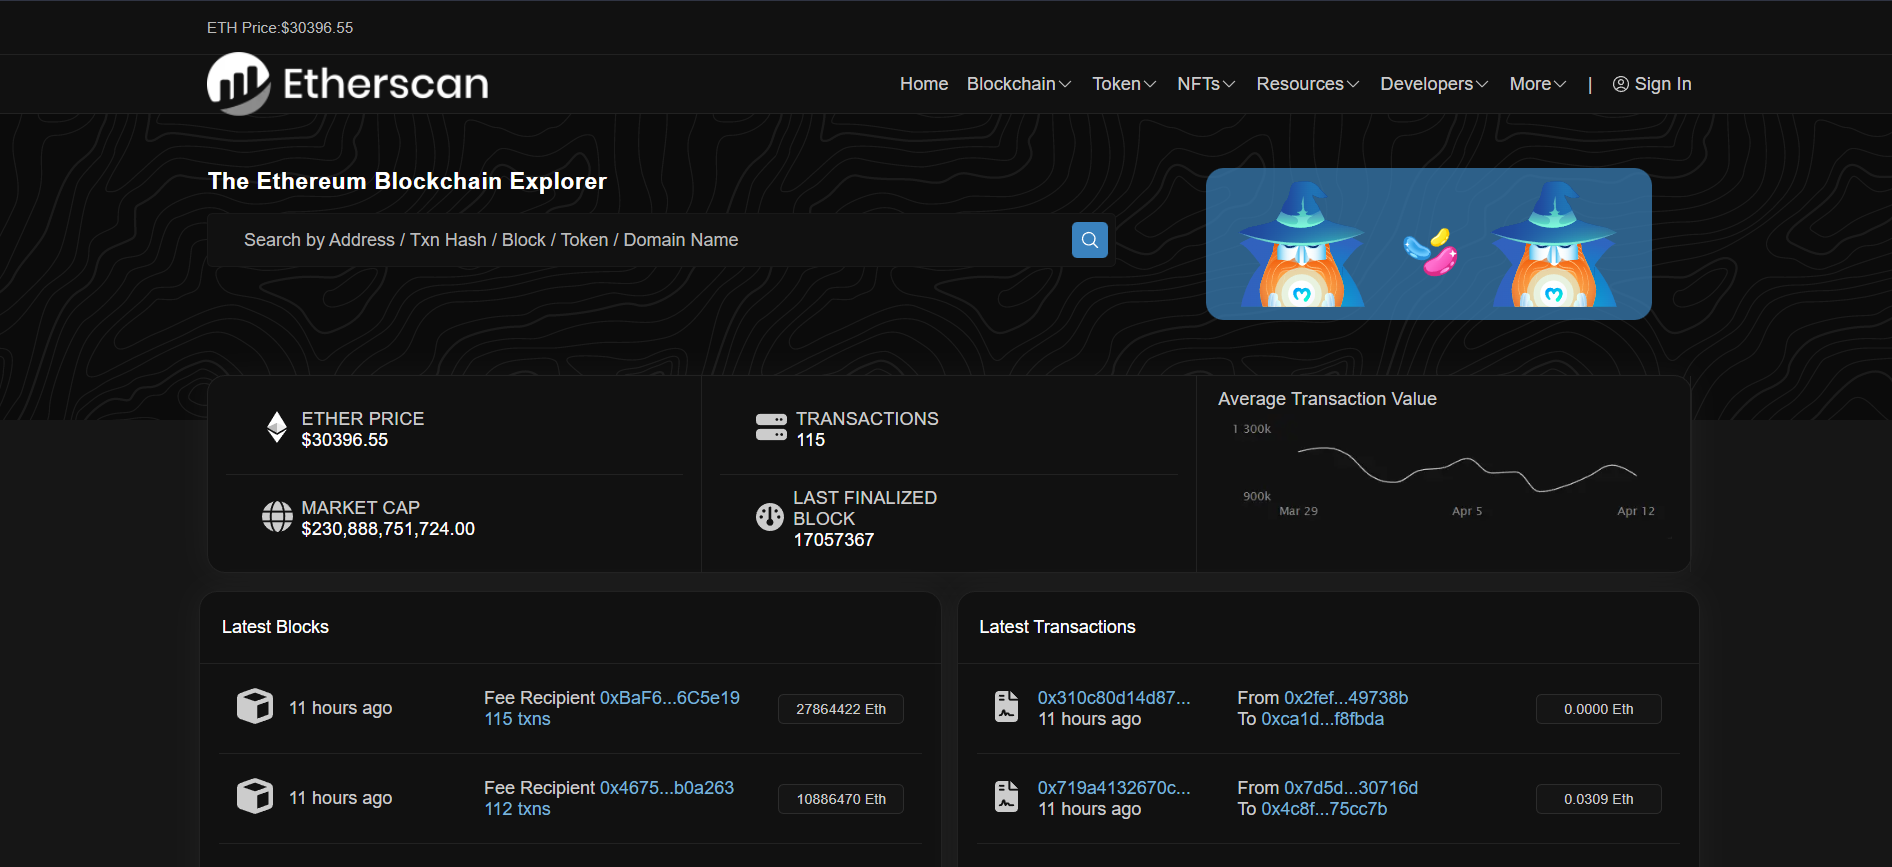 ETH Price:$30396.55
Etherscan
Home Blockchain Token NFTs Resources Developers More | Sign In
The Ethereum Blockchain Explorer
Search by Address / Txn Hash / Block / Token / Domain Name
ETHER PRICE
$30396.55
MARKET CAP
$230,888,751,724.00
TRANSACTIONS
115
LAST FINALIZED
BLOCK
17057367
Average Transaction Value
1 300k
900k
Mar 29 Apr 5 Apr 12
Latest Blocks
11 hours ago
Fee Recipient 0xBaF6...6C5e19
115 txns
27864422 Eth
11 hours ago
Fee Recipient 0x4675...b0a263
112 txns
10886470 Eth
Latest Transactions
0x310c80d14d87...
11 hours ago
From 0x2fef...49738b
To 0xca1d...f8fbda
0.0000 Eth
0x719a4132670c...
11 hours ago
From 0x7d5d...30716d
To 0x4c8f...75cc7b
0.0309 Eth